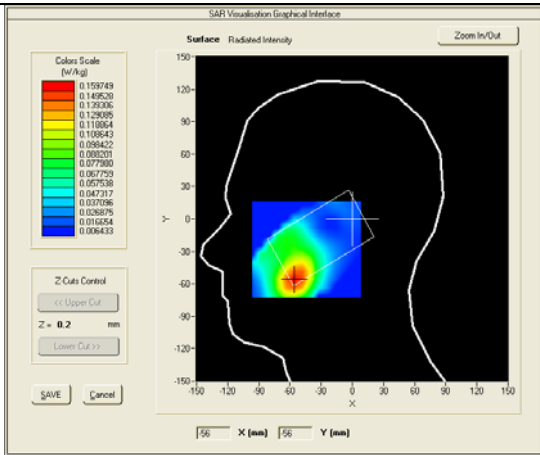 SAR Visualisation Graphical Interface
Surface Radiated Intensity
Zoom In/Out
Colors Scale
(W/kg)
0.159749
0.149528
0.139306
0.129085
0.118864
0.108643
0.098422
0.088201
0.077980
0.067759
0.057538
0.047317
0.037096
0.026875
0.016654
0.006433
Z-Cuts Control
<< Upper Cut
Z = 0.2 mm
Lower Cut >>
SAVE
Cancel
150
120
90
60
30
0
-30
-60
-90
-120
-150
Y
-150 -120 -90 -60 -30 0 30 60 90 120 150
X
-56 X (mm) -56 Y (mm)